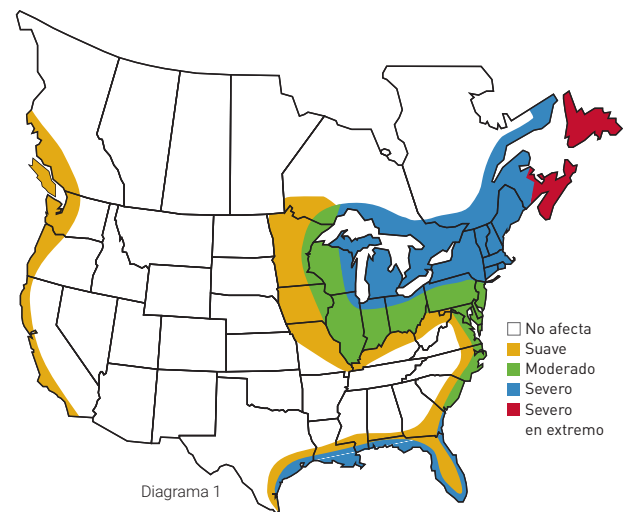 No afecta
Suave
Moderado
Severo
Severo
en extremo
Diagrama 1